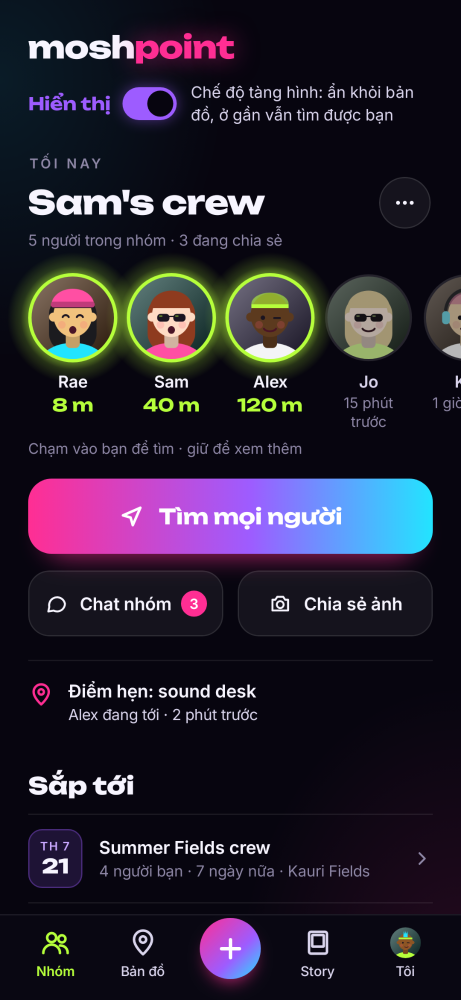 moshpoint
Hiển thị
Chế độ tàng hình: ẩn khỏi bản
đồ, ở gần vẫn tìm được bạn
TỐI NAY
Sam's crew
5 người trong nhóm · 3 đang chia sẻ
Rae
8 m
Sam
40 m
Alex
120 m
Jo
15 phút
trước
K
1 giờ
Chạm vào bạn để tìm · giữ để xem thêm
Tìm mọi người
Chat nhóm 3
Chia sẻ ảnh
Điểm hẹn: sound desk
Alex đang tới · 2 phút trước
Sắp tới
TH 7
21
Summer Fields crew
4 người bạn · 7 ngày nữa · Kauri Fields
Nhóm
Bản đồ
Story
Tôi